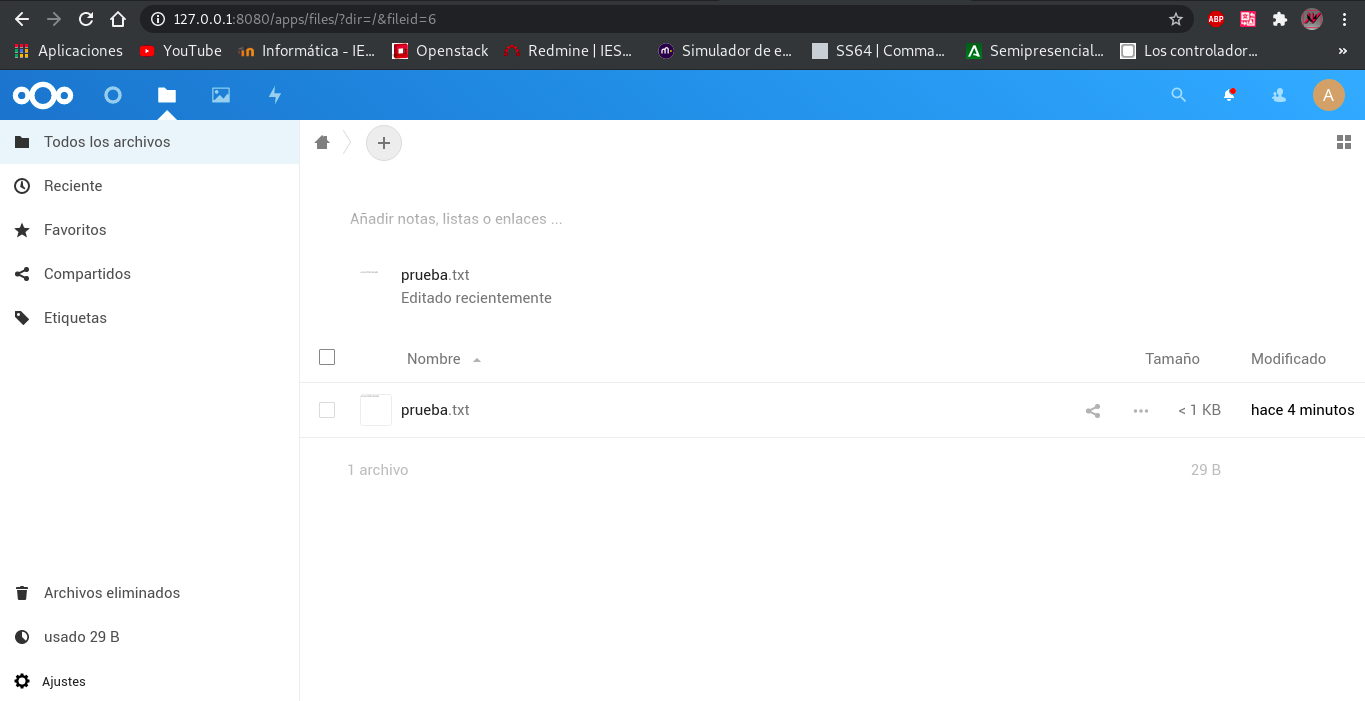 127.0.0.1:8080/apps/files/?dir=/&fileid=6
ABP
Aplicaciones YouTube Informática - IE... Openstack Redmine | IES... Simulador de e... SS64 | Comma... Semipresencial... Los controlador... »
A
Todos los archivos
Reciente
Favoritos
Compartidos
Etiquetas
Añadir notas, listas o enlaces ...
prueba.txt
Editado recientemente
Nombre Tamaño Modificado
prueba.txt < 1 KB hace 4 minutos
1 archivo 29 B
Archivos eliminados
usado 29 B
Ajustes